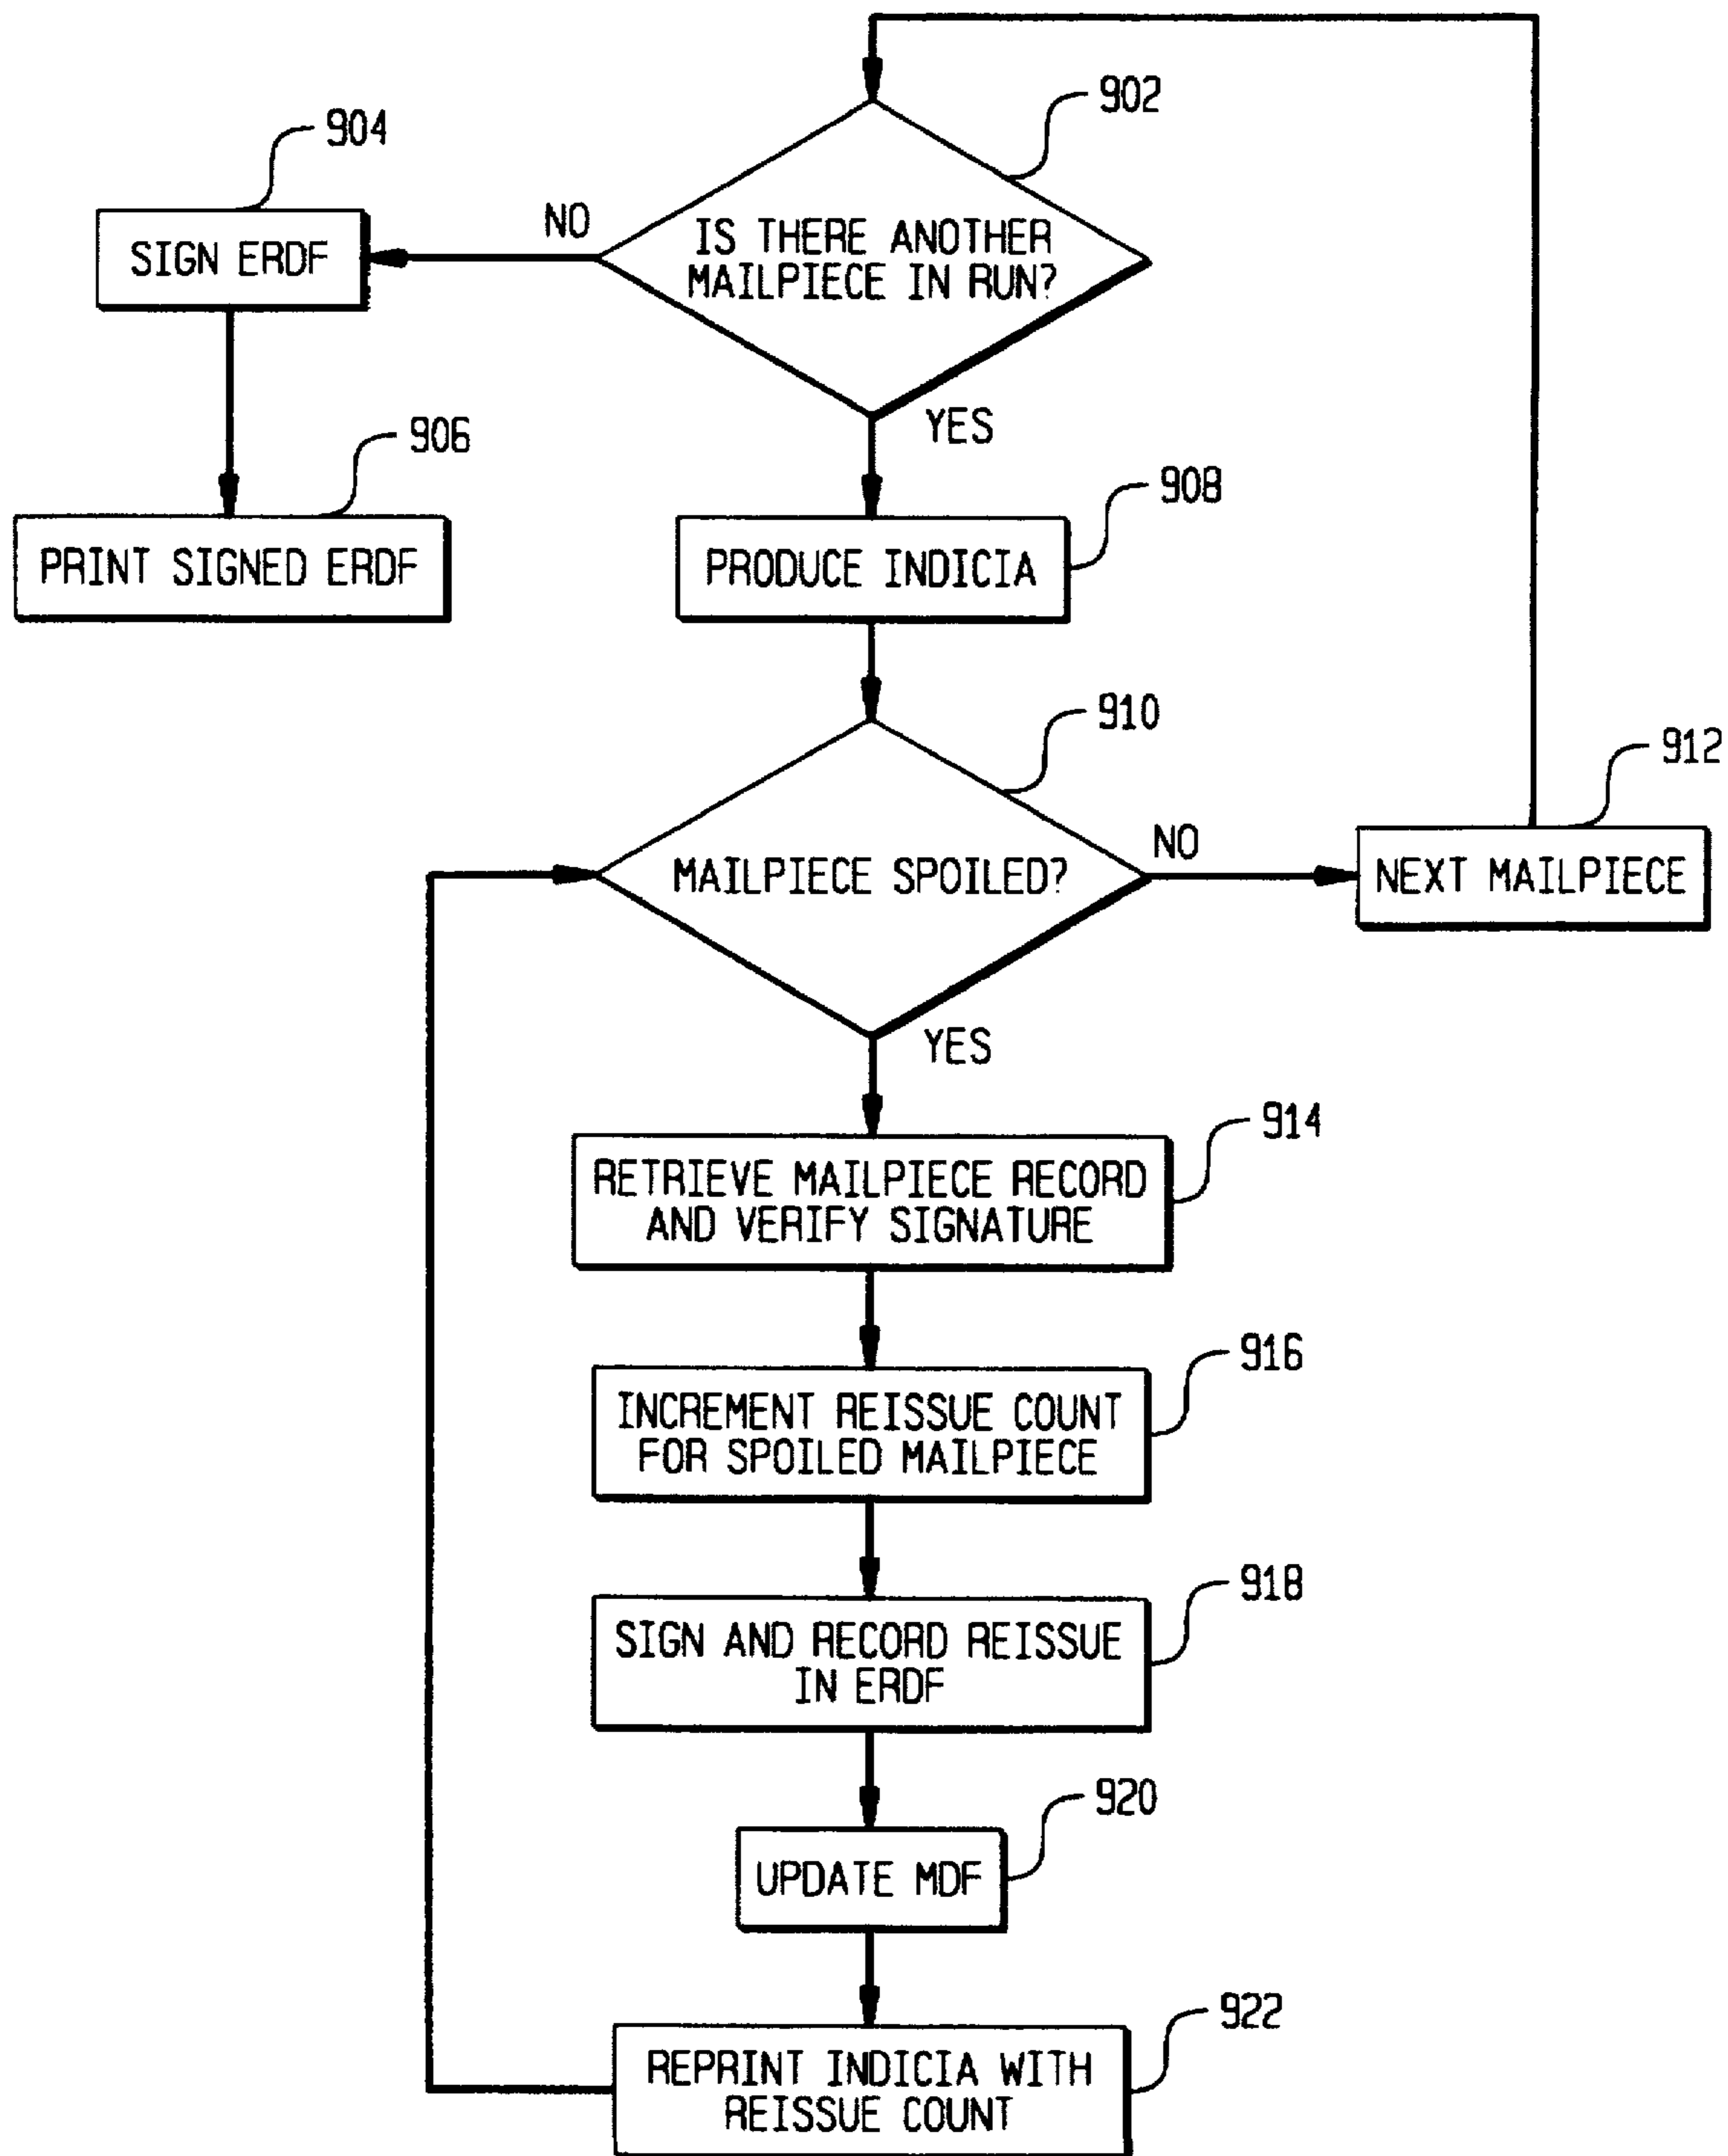 902
904
NO
IS THERE ANOTHER
MAILPIECE IN RUN?
SIGN ERDF
YES
906
908
PRINT SIGNED ERDF
PRODUCE INDICIA
910
912
MAILPIECE SPOILED?
NO
NEXT MAILPIECE
YES
914
RETRIEVE MAILPIECE RECORD
AND VERIFY SIGNATURE
916
INCREMENT REISSUE COUNT
FOR SPOILED MAILPIECE
918
SIGN AND RECORD REISSUE
IN ERDF
920
UPDATE MDF
922
REPRINT INDICIA WITH
REISSUE COUNT